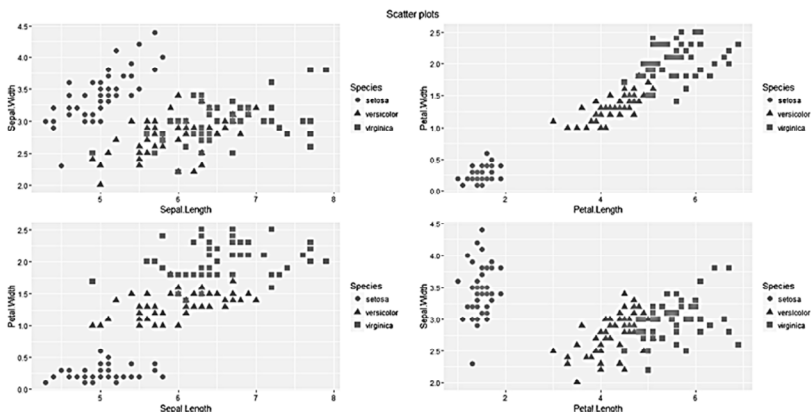 Scatter plots
4.5
4.0
3.5
3.0
2.5
2.0
Sepal.Width
5
6
7
8
Sepal.Length
Species
setosa
versicolor
virginica
2.5
2.0
1.5
1.0
0.5
0.0
Petal.Width
2
4
6
Petal.Length
Species
setosa
versicolor
virginica
2.5
2.0
1.5
1.0
0.5
0.0
Petal.Width
5
6
7
8
Sepal.Length
Species
setosa
versicolor
virginica
4.5
4.0
3.5
3.0
2.5
2.0
Sepal.Width
2
4
6
Petal.Length
Species
setosa
versicolor
virginica